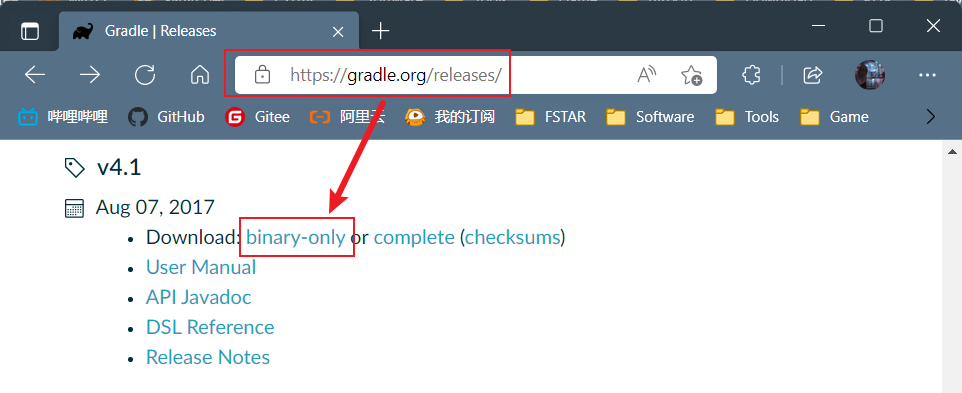 Gradle | Releases
https://gradle.org/releases/
哔哩哔哩 GitHub Gitee 阿里云 我的订阅 FSTAR Software Tools Game
v4.1
Aug 07, 2017
Download: binary-only or complete (checksums)
User Manual
API Javadoc
DSL Reference
Release Notes